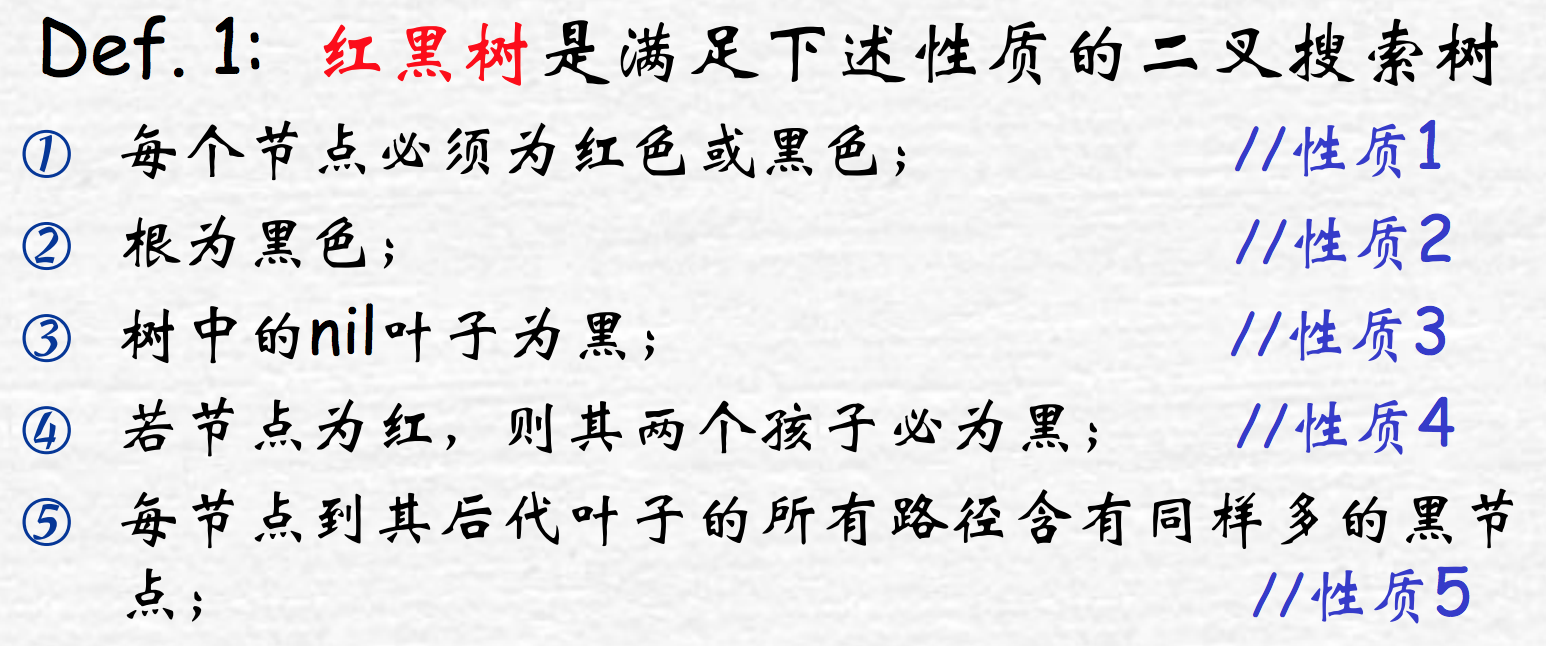 Def. 1: 红黑树是满足下述性质的二叉搜索树
① 每个节点必须为红色或黑色; //性质1
② 根为黑色; //性质2
③ 树中的nil叶子为黑; //性质3
④ 若节点为红, 则其两个孩子必为黑; //性质4
⑤ 每节点到其后代叶子的所有路径含有同样多的黑节
点; //性质5